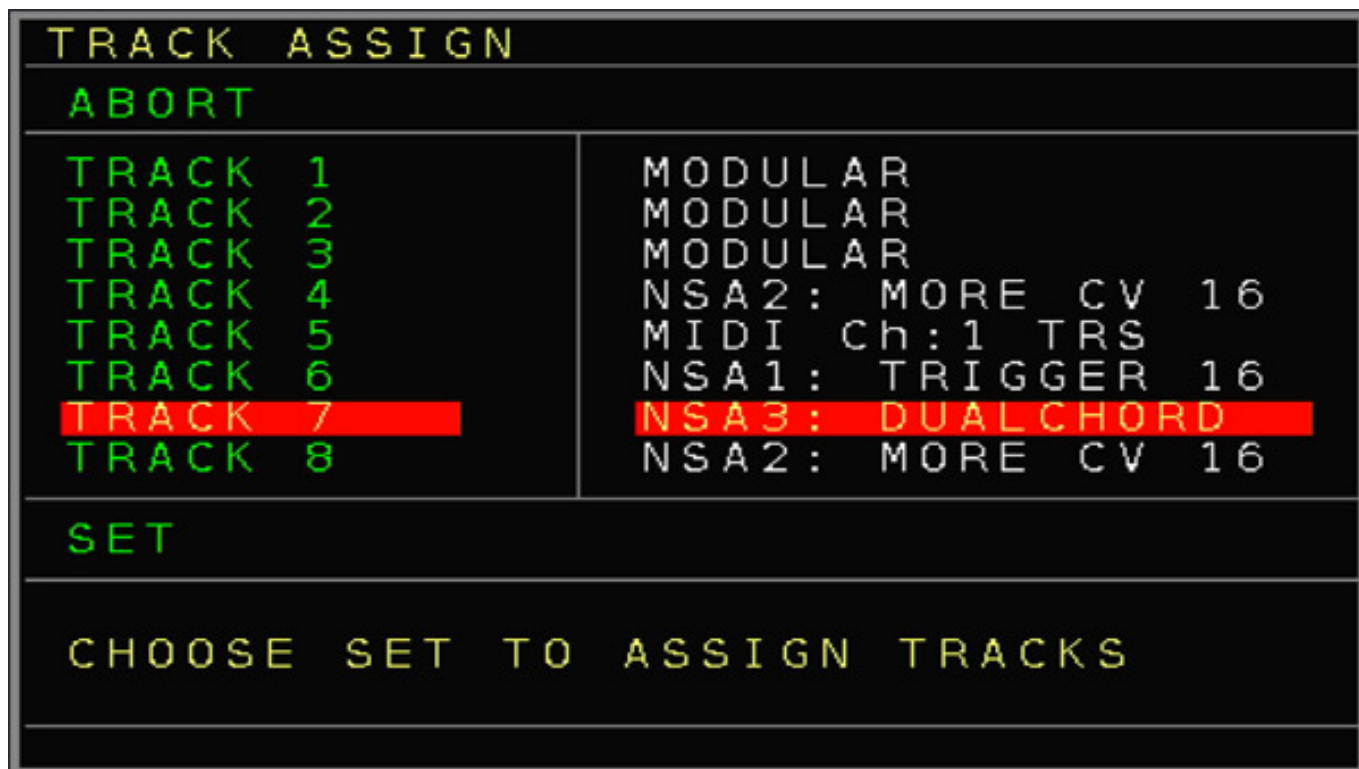 TRACK ASSIGN
ABORT
TRACK 1 MODULAR
TRACK 2 MODULAR
TRACK 3 MODULAR
TRACK 4 NSA2: MORE CV 16
TRACK 5 MIDI Ch:1 TRS
TRACK 6 NSA1: TRIGGER 16
TRACK 7 NSA3: DUALCHORD
TRACK 8 NSA2: MORE CV 16
SET
CHOOSE SET TO ASSIGN TRACKS